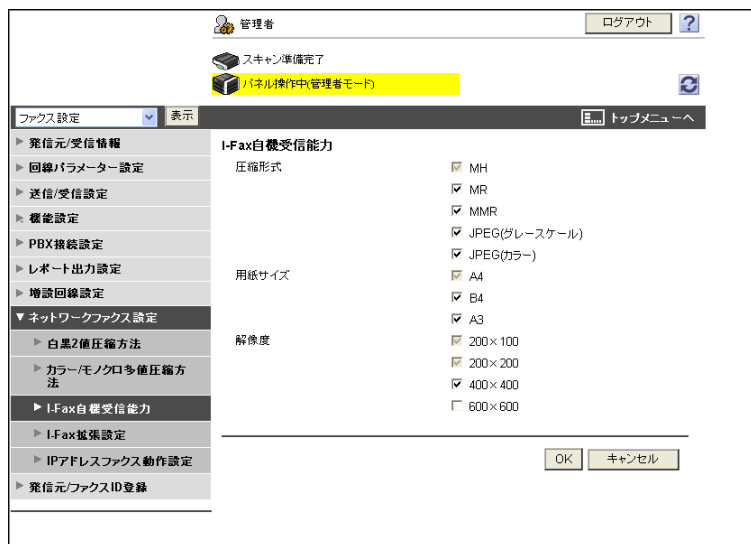 管理者
ログアウト
?
スキャン準備完了
パネル操作中(管理者モード)
ファクス設定
表示
トップメニューへ
発信元/受信情報
回線パラメーター設定
送信/受信設定
機能設定
PBX接続設定
レポート出力設定
増設回線設定
ネットワークファクス設定
白黒2値圧縮方法
カラー/モノクロ多値圧縮方
法
I-Fax自機受信能力
I-Fax拡張設定
IPアドレスファクス動作設定
発信元/ファクスID登録
I-Fax自機受信能力
圧縮形式
MH
MR
MMR
JPEG(グレースケール)
JPEG(カラー)
用紙サイズ
A4
B4
A3
解像度
200×100
200×200
400×400
600×600
OK
キャンセル